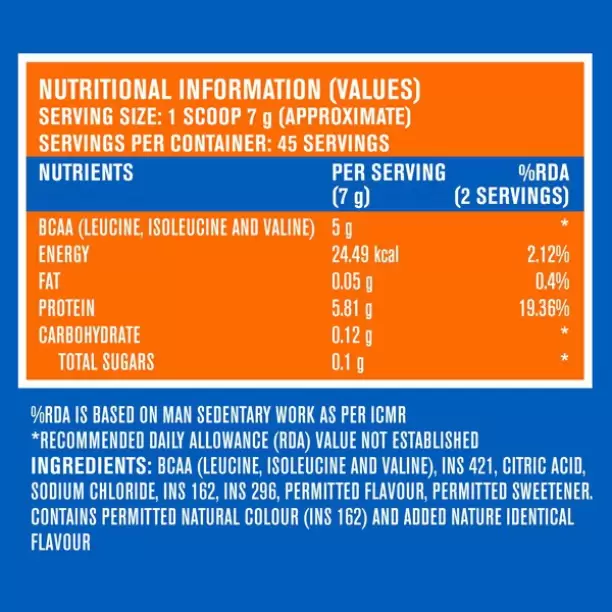 NUTRITIONAL INFORMATION (VALUES)
SERVING SIZE: 1 SCOOP 7 g (APPROXIMATE)
SERVINGS PER CONTAINER: 45 SERVINGS
NUTRIENTS PER SERVING %RDA
(7 g) (2 SERVINGS)
BCAA (LEUCINE, ISOLEUCINE AND VALINE) 5 g *
ENERGY 24.49 kcal 2.12%
FAT 0.05 g 0.4%
PROTEIN 5.81 g 19.36%
CARBOHYDRATE 0.12 g *
TOTAL SUGARS 0.1 g *
%RDA IS BASED ON MAN SEDENTARY WORK AS PER ICMR
*RECOMMENDED DAILY ALLOWANCE (RDA) VALUE NOT ESTABLISHED
INGREDIENTS: BCAA (LEUCINE, ISOLEUCINE AND VALINE), INS 421, CITRIC ACID,
SODIUM CHLORIDE, INS 162, INS 296, PERMITTED FLAVOUR, PERMITTED SWEETENER.
CONTAINS PERMITTED NATURAL COLOUR (INS 162) AND ADDED NATURE IDENTICAL
FLAVOUR